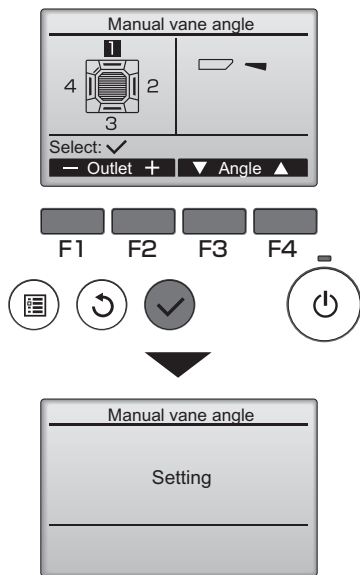 Manual vane angle
1
4 2
3
Select:
− Outlet + ▼ Angle ▲
F1 F2 F3 F4
Manual vane angle
Setting